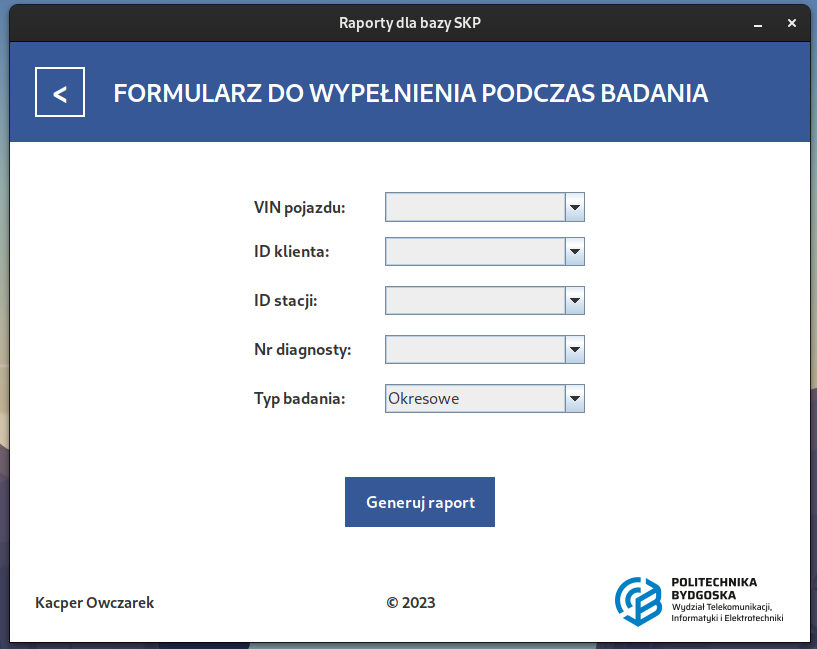 Raporty dla bazy SKP
<
FORMULARZ DO WYPEŁNIENIA PODCZAS BADANIA
VIN pojazdu:
ID klienta:
ID stacji:
Nr diagnosty:
Typ badania: Okresowe
Generuj raport
Kacper Owczarek
© 2023
POLITECHNIKA
BYDGOSKA
Wydział Telekomunikacji,
Informatyki i Elektrotechniki